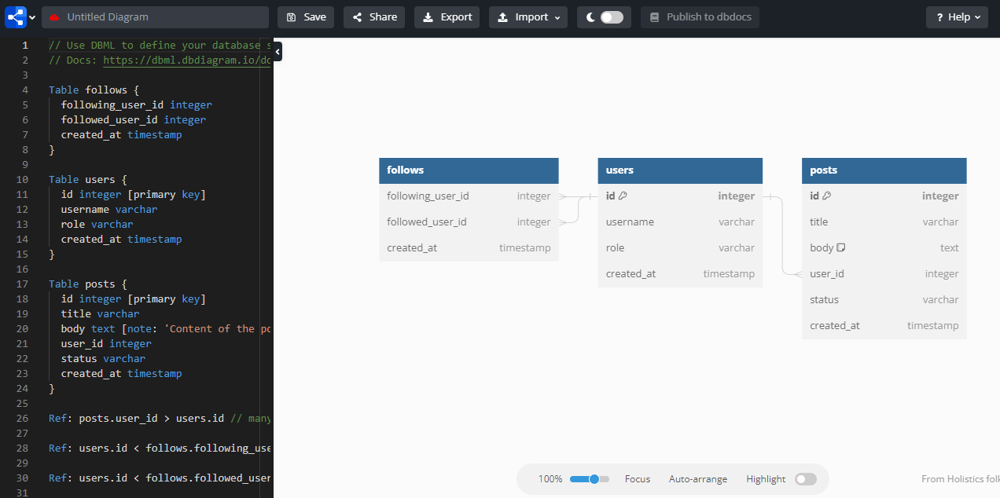 Untitled Diagram
Save
Share
Export
Import
Publish to dbdocs
? Help
1 // Use DBML to define your database
2 // Docs: https://dbml.dbdiagram.io/
3
4 Table follows {
5 following_user_id integer
6 followed_user_id integer
7 created_at timestamp
8 }
9
10 Table users {
11 id integer [primary key]
12 username varchar
13 role varchar
14 created_at timestamp
15 }
16
17 Table posts {
18 id integer [primary key]
19 title varchar
20 body text [note: 'Content of the
21 user_id integer
22 status varchar
23 created_at timestamp
24 }
25
26 Ref: posts.user_id > users.id // many
27
28 Ref: users.id < follows.following_use
29
30 Ref: users.id < follows.followed_user
31
follows
following_user_id integer
followed_user_id integer
created_at timestamp
users
id integer
username varchar
role varchar
created_at timestamp
posts
id integer
title varchar
body text
user_id integer
status varchar
created_at timestamp
100% Focus Auto-arrange Highlight
From Holistics folk